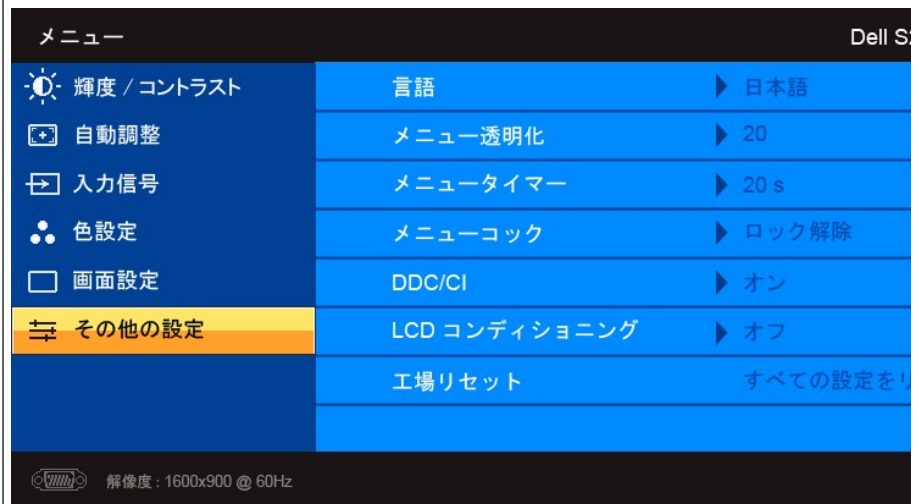 メニュー
Dell S
輝度 / コントラスト
自動調整
入力信号
色設定
画面設定
その他の設定
言語 日本語
メニュー透明化 20
メニュータイマー 20 s
メニューコック ロック解除
DDC/CI オン
LCD コンディショニング オフ
工場リセット すべての設定を
解像度 : 1600x900 @ 60Hz